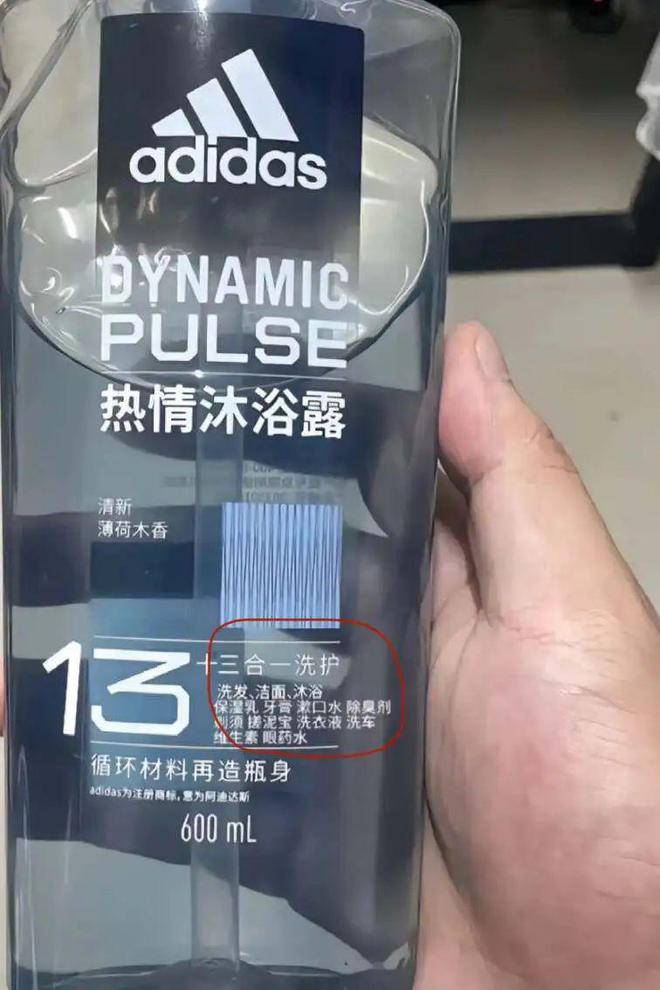 adidas
DYNAMIC
PULSE
热情沐浴露
清新
薄荷木香
13
十三合一洗护
洗发、洁面、沐浴
保湿乳 牙膏 漱口水 除臭剂
剃须 搓泥宝 洗衣液 洗车
维生素 眼药水
循环材料再造瓶身
adidas为注册商标,意为阿迪达斯
600 mL